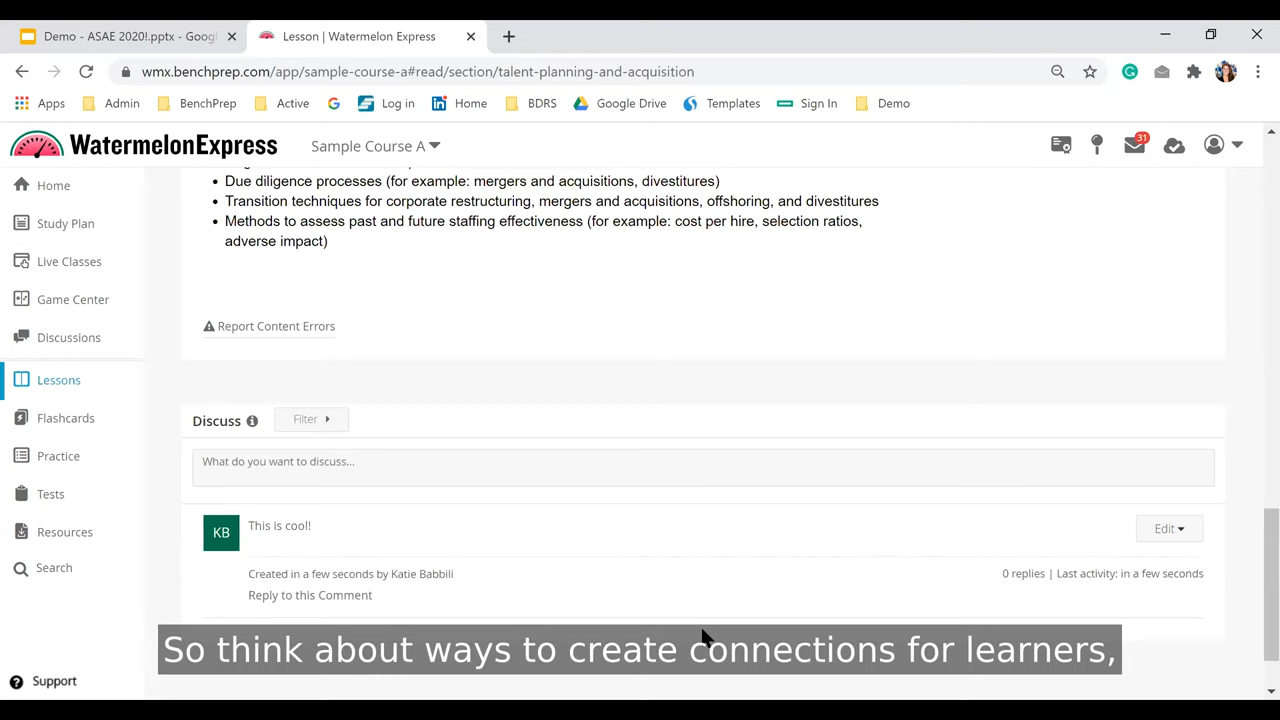 Demo - ASAE 2020!.pptx - Googl
Lesson | Watermelon Express
wmx.benchprep.com/app/sample-course-a#read/section/talent-planning-and-acquisition
Apps Admin BenchPrep Active Log in Home BDRS Google Drive Templates Sign In Demo
WatermelonExpress Sample Course A 31
Home
Study Plan
Live Classes
Game Center
Discussions
Lessons
Flashcards
Practice
Tests
Resources
Search
Support
• Due diligence processes (for example: mergers and acquisitions, divestitures)
• Transition techniques for corporate restructuring, mergers and acquisitions, offshoring, and divestitures
• Methods to assess past and future staffing effectiveness (for example: cost per hire, selection ratios,
adverse impact)
Report Content Errors
Discuss Filter
What do you want to discuss...
KB This is cool! Edit
Created in a few seconds by Katie Babbili 0 replies | Last activity: in a few seconds
Reply to this Comment
So think about ways to create connections for learners,